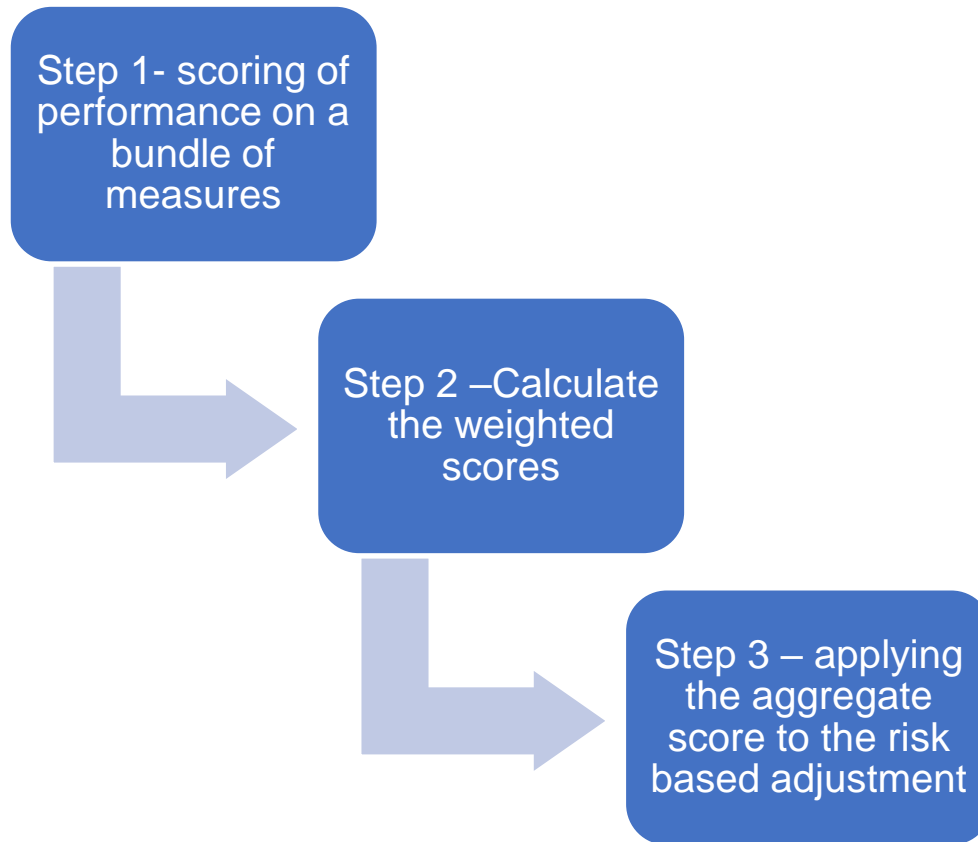 Step 1- scoring of
performance on a
bundle of
measures
Step 2 –Calculate
the weighted
scores
Step 3 – applying
the aggregate
score to the risk
based adjustment